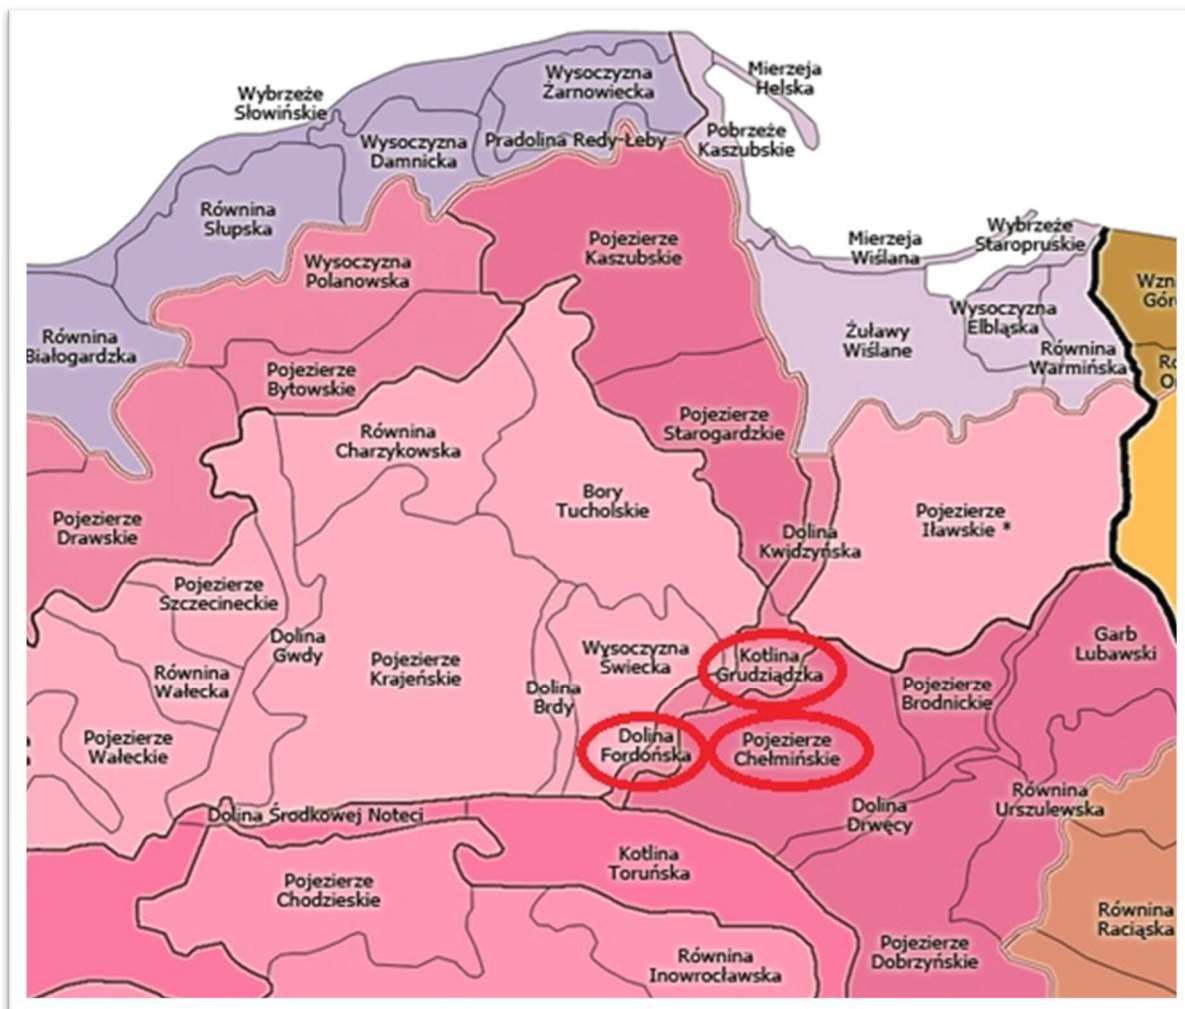 Wysoczyzna
Żarnowiecka
Mierzeja
Helska
Wybrzeże
Słowińskie
Wysoczyzna
Damnicka
Pradolina Redy-Łeby
Pobrzeże
Kaszubskie
Równina
Słupska
Wysoczyzna
Polanowska
Pojezierze
Kaszubskie
Mierzeja
Wiślana
Wybrzeże
Staropruskie
Wzn
Gór
Równina
Białogardzka
Pojezierze
Bytowskie
Żuławy
Wiślane
Wysoczyzna
Elbląska
Równina
Warmińska
Ró
O
Równina
Charzykowska
Pojezierze
Starogardzkie
Pojezierze
Drawskie
Bory
Tucholskie
Dolina
Kwidzyńska
Pojezierze
Iławskie *
Pojezierze
Szczecineckie
Dolina
Gwdy
Pojezierze
Krajeńskie
Wysoczyzna
Świecka
Kotlina
Grudziądzka
Garb
Lubawski
Równina
Wałecka
Dolina
Brdy
Pojezierze
Brodnickie
Pojezierze
Wałeckie
Dolina
Fordońska
Pojezierze
Chełmińskie
Dolina Środkowej Noteci
Dolina
Drwęcy
Równina
Urszulewska
Pojezierze
Chodzieskie
Kotlina
Toruńska
Równina
Inowrocławska
Pojezierze
Dobrzyńskie
Równina
Raciąska